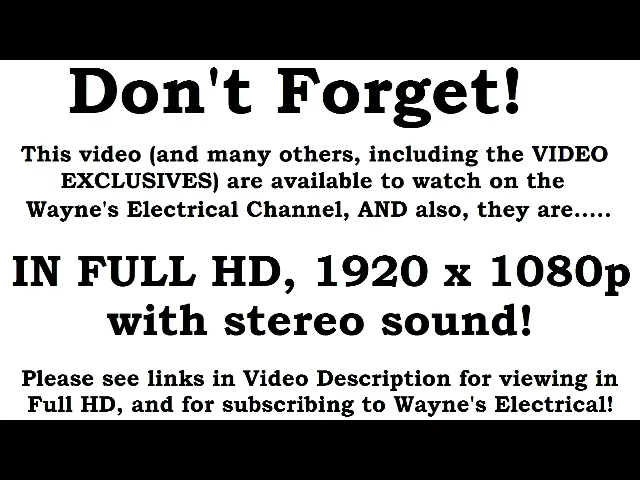 Don't Forget!
This video (and many others, including the VIDEO
EXCLUSIVES) are available to watch on the
Wayne's Electrical Channel, AND also, they are.....
IN FULL HD, 1920 x 1080p
with stereo sound!
Please see links in Video Description for viewing in
Full HD, and for subscribing to Wayne's Electrical!